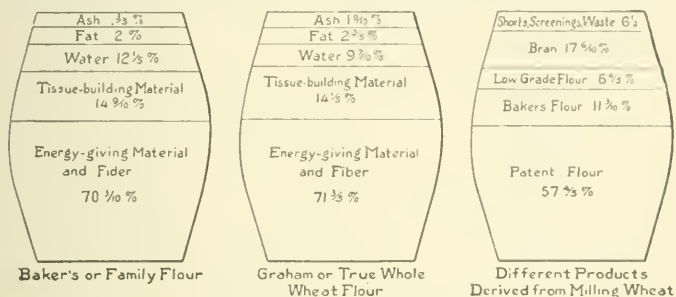 Ash ⅗ %
Fat 2 %
Water 12 ⅕ %
Tissue-building Material
14 9/10 %
Energy-giving Material
and Fider
70 3/10 %
Baker's or Family Flour
Ash 1 9/10 %
Fat 2 ⅗ %
Water 9 7/10 %
Tissue-building Material
14 ⅕ %
Energy-giving Material
and Fiber
71 ⅗ %
Graham or True Whole
Wheat Flour
Shorts, Screenings, Waste 6½
Bran 17 6/10 %
Low Grade Flour 6 ⅘ %
Bakers Flour 11 3/10 %
Patent Flour
57 ⅘ %
Different Products
Derived from Milling Wheat